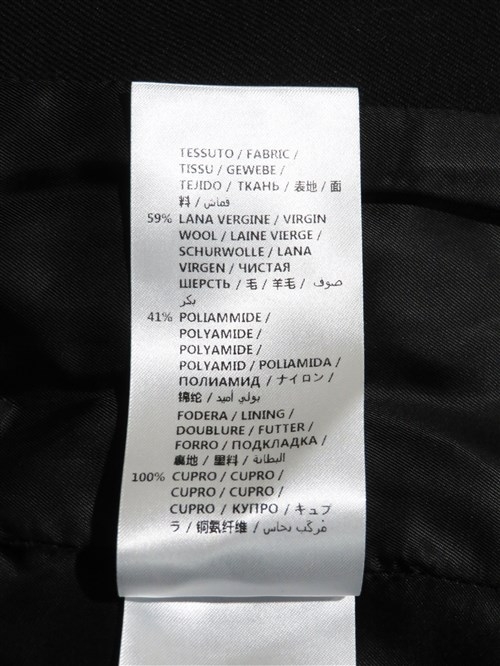 TESSUTO / FABRIC /
TISSU / GEWEBE /
TEJIDO / ТКАНЬ / 表地 / 面
料 / قماش
59% LANA VERGINE / VIRGIN
WOOL / LAINE VIERGE /
SCHURWOLLE / LANA
VIRGEN / ЧИСТАЯ
ШЕРСТЬ / 毛 / 羊毛 / صوف
بكر
41% POLIAMMIDE /
POLYAMIDE /
POLYAMIDE /
POLYAMID / POLIAMIDA /
ПОЛИАМИД / ナイロン /
锦纶 / بولي أميد
FODERA / LINING /
DOUBLURE / FUTTER /
FORRO / ПОДКЛАДКА /
裏地 / 里料 / البطانة
100% CUPRO / CUPRO /
CUPRO / CUPRO /
CUPRO / КУПРО / キュプ
ラ / 铜氨纤维 / مركب نحاس